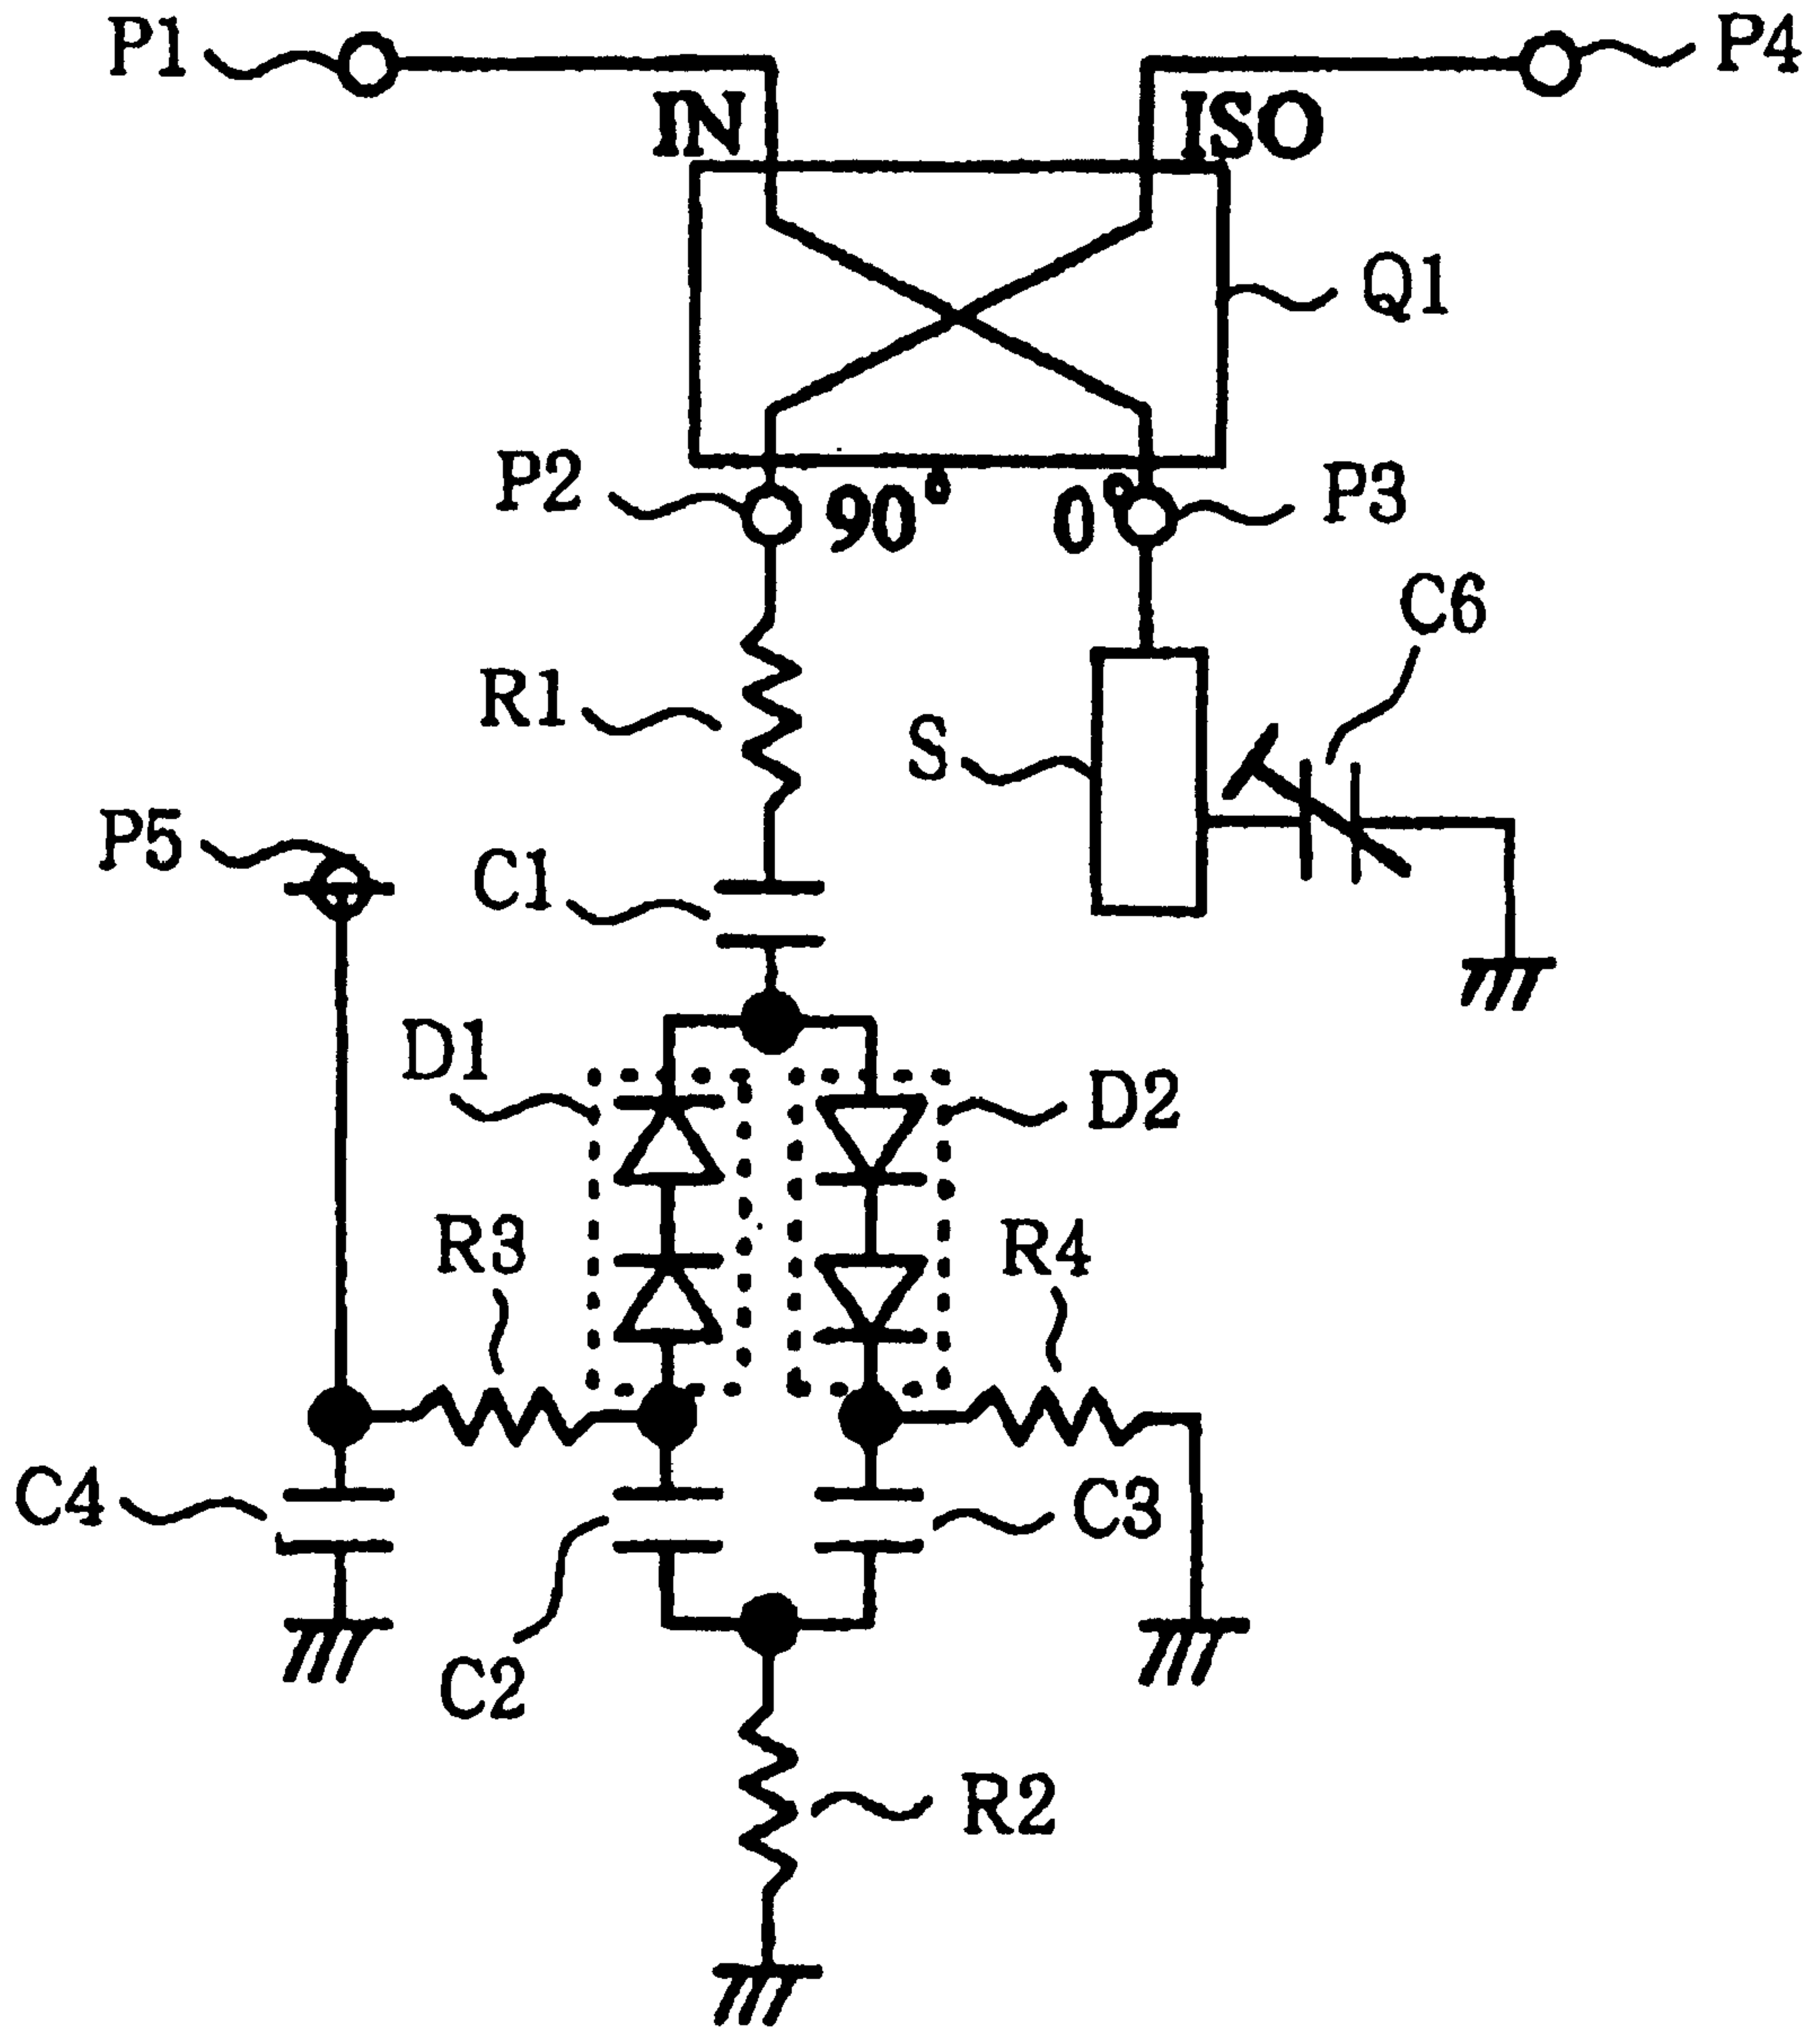 P1 P4
IN ISO
Q1
P2 90° 0° P3
C6
R1 S
P5 C1
D1 D2
R3 R4
C4 C3
C2
R2